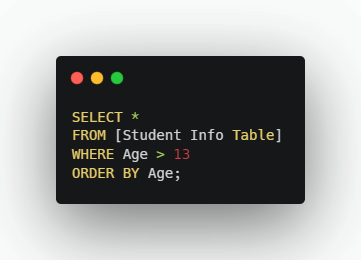 SELECT *
FROM [Student Info Table]
WHERE Age > 13
ORDER BY Age;